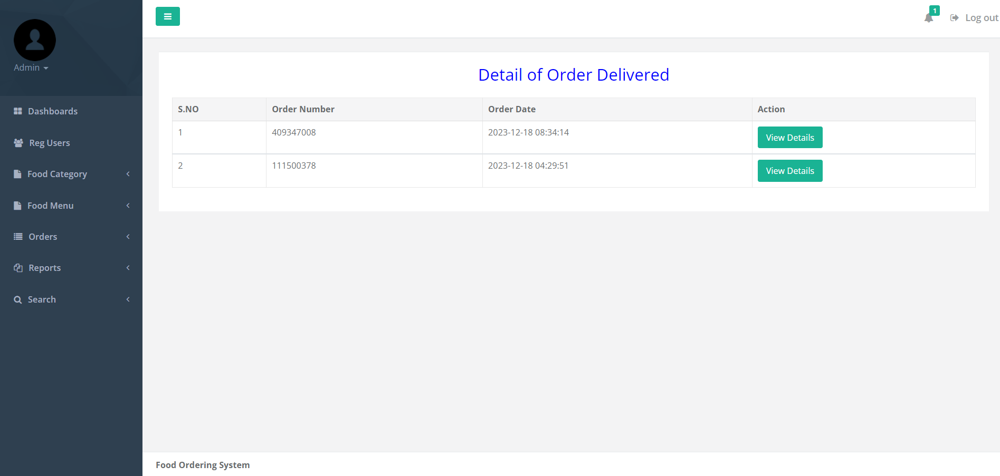 1
Log out
Admin
Dashboards
Reg Users
Food Category
Food Menu
Orders
Reports
Search
Detail of Order Delivered
S.NO Order Number Order Date Action
1 409347008 2023-12-18 08:34:14 View Details
2 111500378 2023-12-18 04:29:51 View Details
Food Ordering System